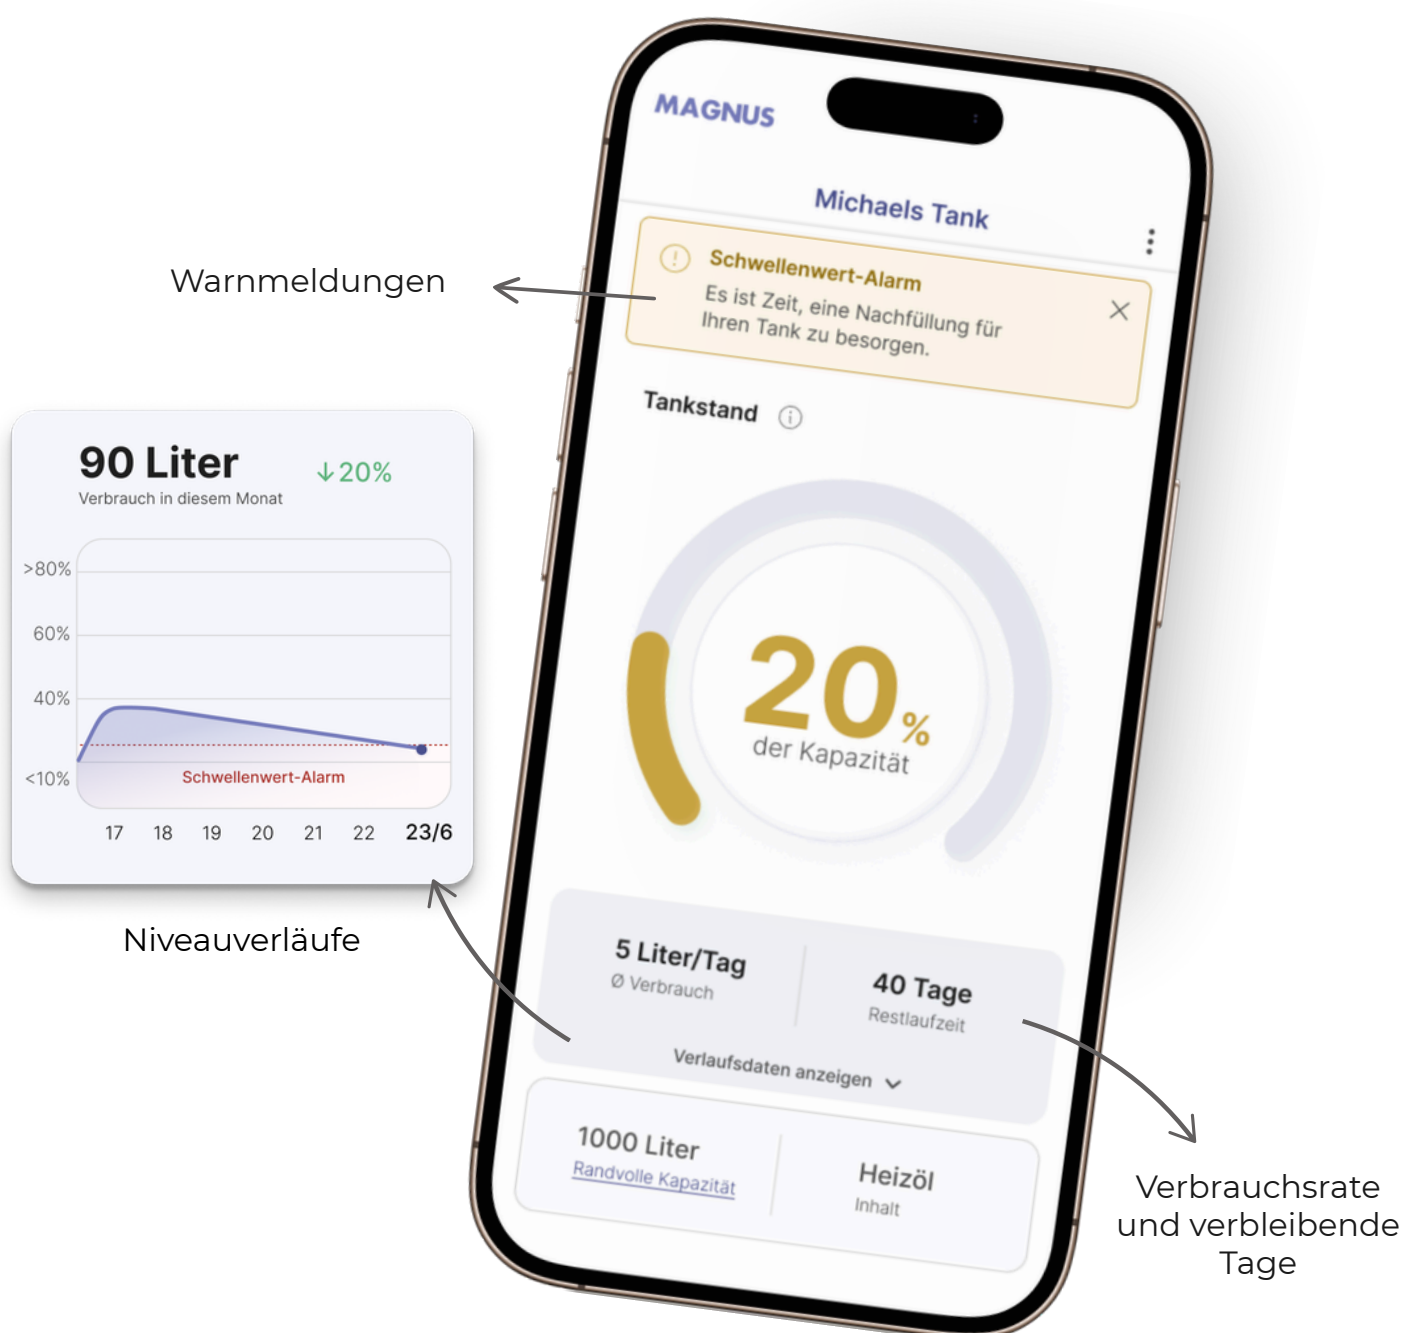 MAGNUS
Michaels Tank
Schwellenwert-Alarm
Es ist Zeit, eine Nachfüllung für
Ihren Tank zu besorgen.
Warnmeldungen
Tankstand
20%
der Kapazität
90 Liter
↓20%
Verbrauch in diesem Monat
>80%
60%
40%
<10%
Schwellenwert-Alarm
17 18 19 20 21 22 23/6
Niveauverläufe
5 Liter/Tag
Ø Verbrauch
40 Tage
Restlaufzeit
Verlaufsdaten anzeigen
1000 Liter
Randvolle Kapazität
Heizöl
Inhalt
Verbrauchsrate
und verbleibende
Tage